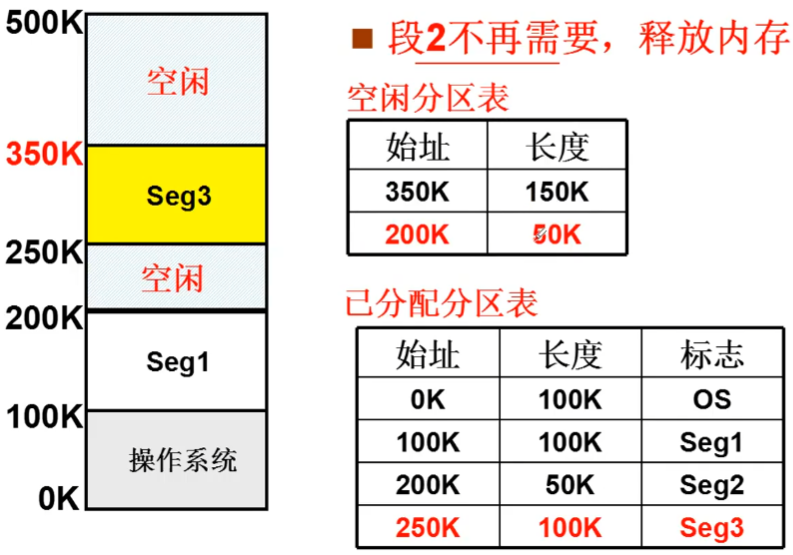 500K
空闲
350K
Seg3
250K
空闲
200K
Seg1
100K
操作系统
0K
段2不再需要，释放内存
空闲分区表
始址 长度
350K 150K
200K 50K
已分配分区表
始址 长度 标志
0K 100K OS
100K 100K Seg1
200K 50K Seg2
250K 100K Seg3